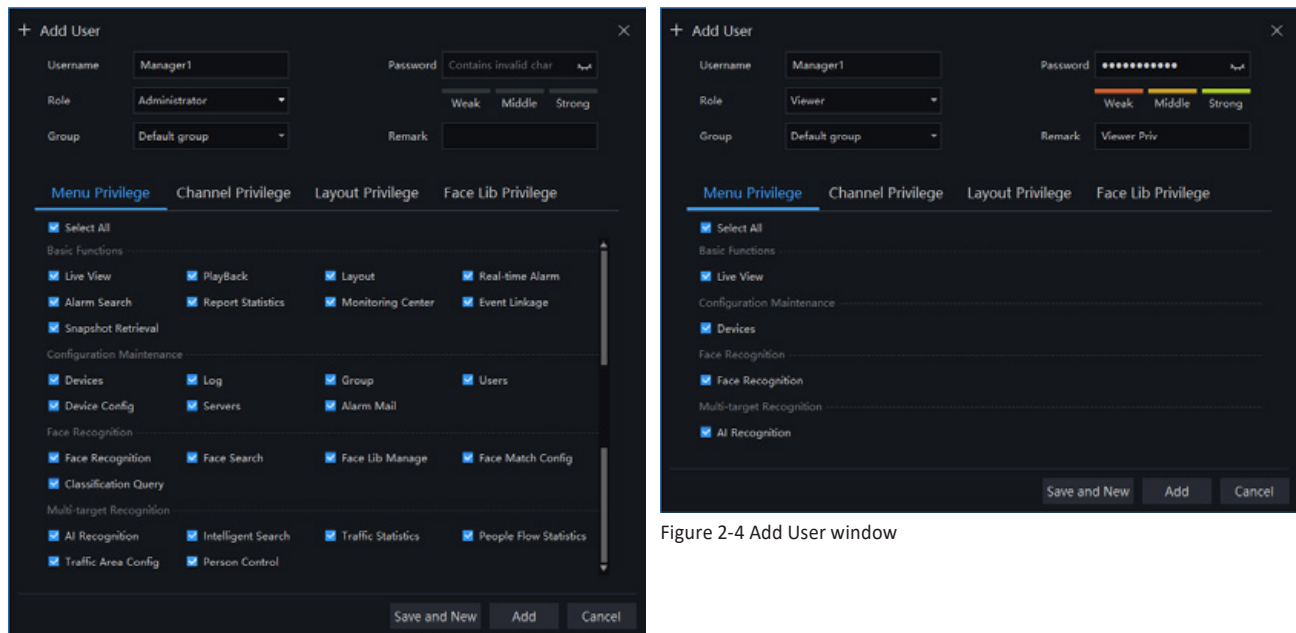 + Add User
Username Manager1 Password Contains invalid char
Role Administrator
Weak Middle Strong
Group Default group Remark
Menu Privilege Channel Privilege Layout Privilege Face Lib Privilege
Select All
Basic Functions
Live View PlayBack Layout Real-time Alarm
Alarm Search Report Statistics Monitoring Center Event Linkage
Snapshot Retrieval
Configuration Maintenance
Devices Log Group Users
Device Config Servers Alarm Mail
Face Recognition
Face Recognition Face Search Face Lib Manage Face Match Config
Classification Query
Multi-target Recognition
AI Recognition Intelligent Search Traffic Statistics People Flow Statistics
Traffic Area Config Person Control
Save and New Add Cancel
+ Add User
Username Manager1 Password •••••••••••
Role Viewer
Weak Middle Strong
Group Default group Remark Viewer Priv
Menu Privilege Channel Privilege Layout Privilege Face Lib Privilege
Select All
Basic Functions
Live View
Configuration Maintenance
Devices
Face Recognition
Face Recognition
Multi-target Recognition
AI Recognition
Save and New Add Cancel
Figure 2-4 Add User window